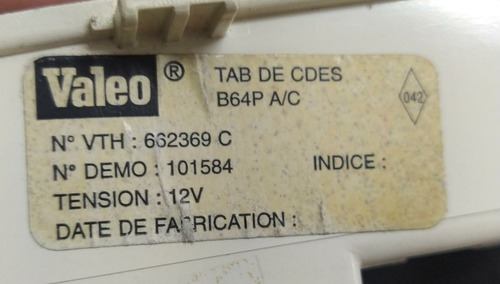 Valeo ® TAB DE CDES
B64P A/C
042
N° VTH : 662369 C
N° DEMO : 101584 INDICE :
TENSION : 12V
DATE DE FABRICATION :